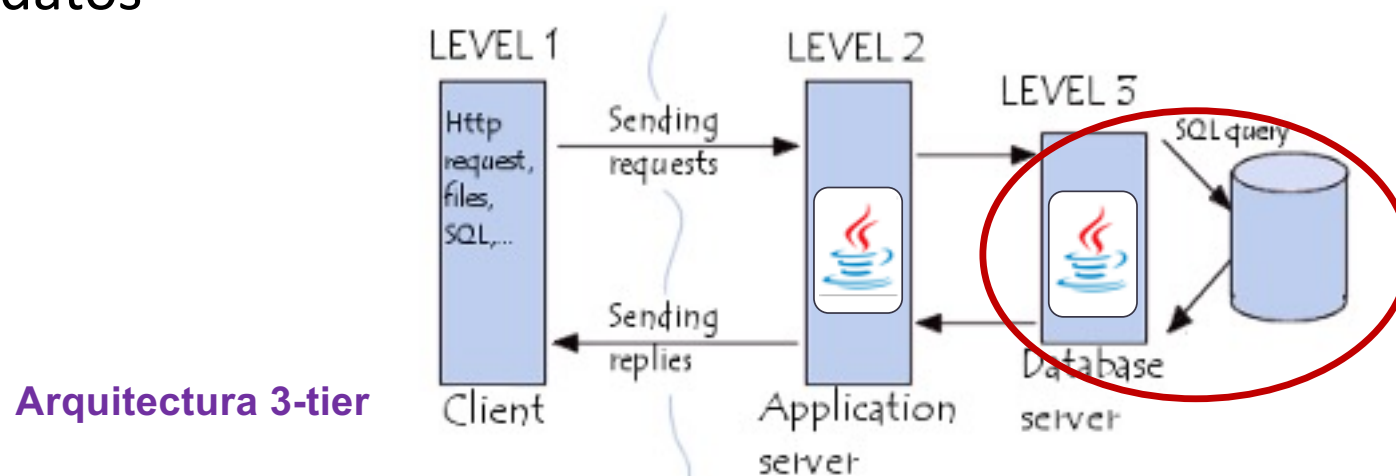 datos
LEVEL 1
LEVEL 2
LEVEL 3
Http
request,
files,
SQL,...
Sending
requests
SQL query
Sending
replies
Arquitectura 3-tier
Client
Application
server
Database
server